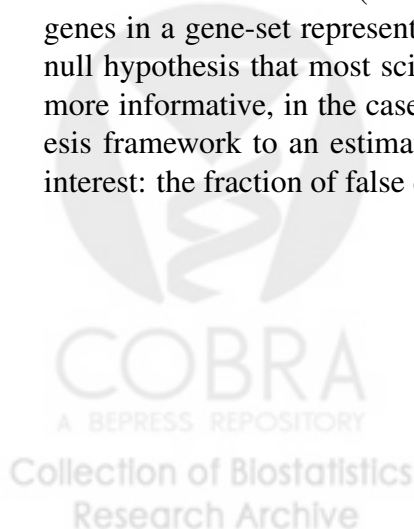 genes in a gene-set represent
null hypothesis that most sci
more informative, in the case
esis framework to an estima
interest: the fraction of false
COBRA
A BEPRESS REPOSITORY
Collection of Biostatistics
Research Archive